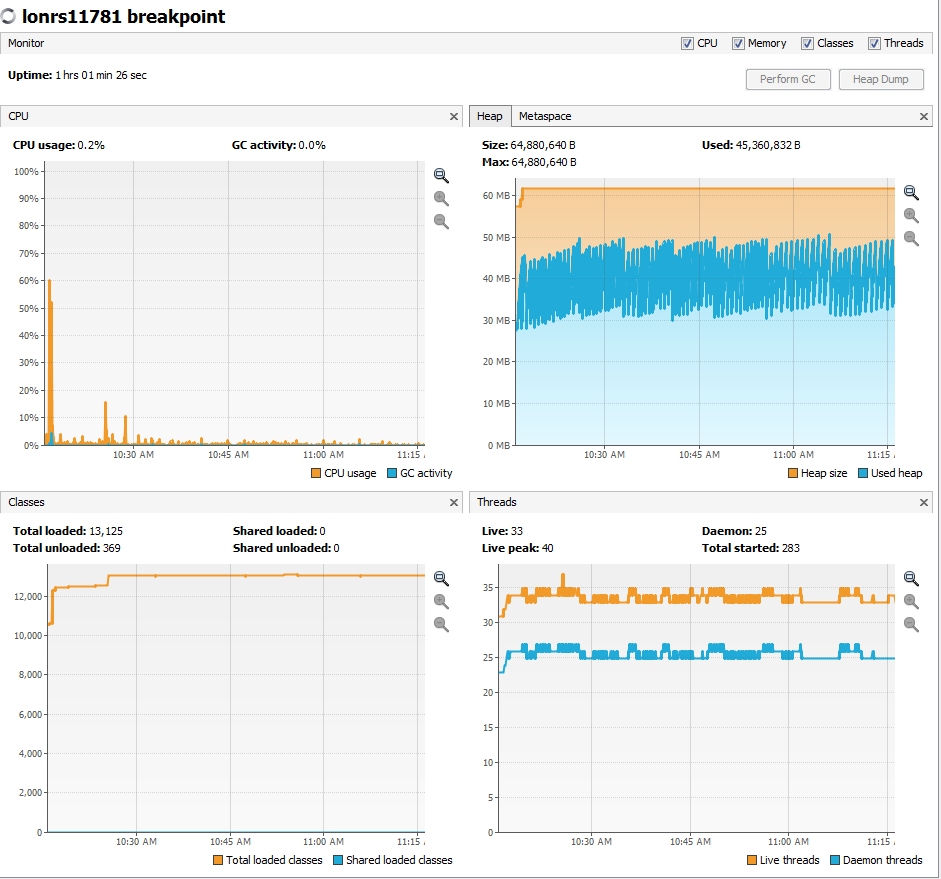 lonrs11781 breakpoint
Monitor
CPU Memory Classes Threads
Uptime: 1 hrs 01 min 26 sec
Perform GC Heap Dump
CPU
CPU usage: 0.2% GC activity: 0.0%
100%
90%
80%
70%
60%
50%
40%
30%
20%
10%
0%
10:30 AM 10:45 AM 11:00 AM 11:15
CPU usage GC activity
Heap Metaspace
Size: 64,880,640 B Used: 45,360,832 B
Max: 64,880,640 B
60 MB
50 MB
40 MB
30 MB
20 MB
10 MB
0 MB
10:30 AM 10:45 AM 11:00 AM 11:15
Heap size Used heap
Classes
Total loaded: 13,125 Shared loaded: 0
Total unloaded: 369 Shared unloaded: 0
12,000
10,000
8,000
6,000
4,000
2,000
0
10:30 AM 10:45 AM 11:00 AM 11:15 A
Total loaded classes Shared loaded classes
Threads
Live: 33 Daemon: 25
Live peak: 40 Total started: 283
35
30
25
20
15
10
5
0
10:30 AM 10:45 AM 11:00 AM 11:15 A
Live threads Daemon threads